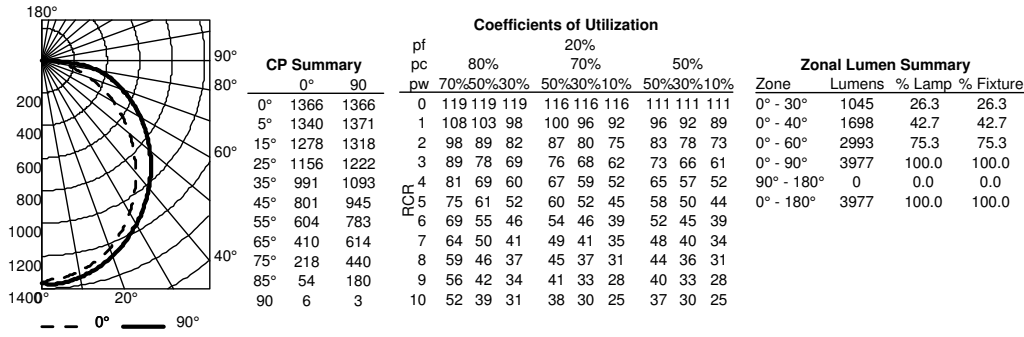 180°
90°
80°
60°
40°
20°
0°
200
400
600
800
1000
1200
1400
0° 90°
CP Summary
0° 90
0° 1366 1366
5° 1340 1371
15° 1278 1318
25° 1156 1222
35° 991 1093
45° 801 945
55° 604 783
65° 410 614
75° 218 440
85° 54 180
90 6 3
Coefficients of Utilization
pf 20%
pc 80% 70% 50%
pw 70%50%30% 50%30%10% 50%30%10%
RCR
0 119 119 119 116 116 116 111 111 111
1 108 103 98 100 96 92 96 92 89
2 98 89 82 87 80 75 83 78 73
3 89 78 69 76 68 62 73 66 61
4 81 69 60 67 59 52 65 57 52
5 75 61 52 60 52 45 58 50 44
6 69 55 46 54 46 39 52 45 39
7 64 50 41 49 41 35 48 40 34
8 59 46 37 45 37 31 44 36 31
9 56 42 34 41 33 28 40 33 28
10 52 39 31 38 30 25 37 30 25
Zonal Lumen Summary
Zone Lumens % Lamp % Fixture
0° - 30° 1045 26.3 26.3
0° - 40° 1698 42.7 42.7
0° - 60° 2993 75.3 75.3
0° - 90° 3977 100.0 100.0
90° - 180° 0 0.0 0.0
0° - 180° 3977 100.0 100.0